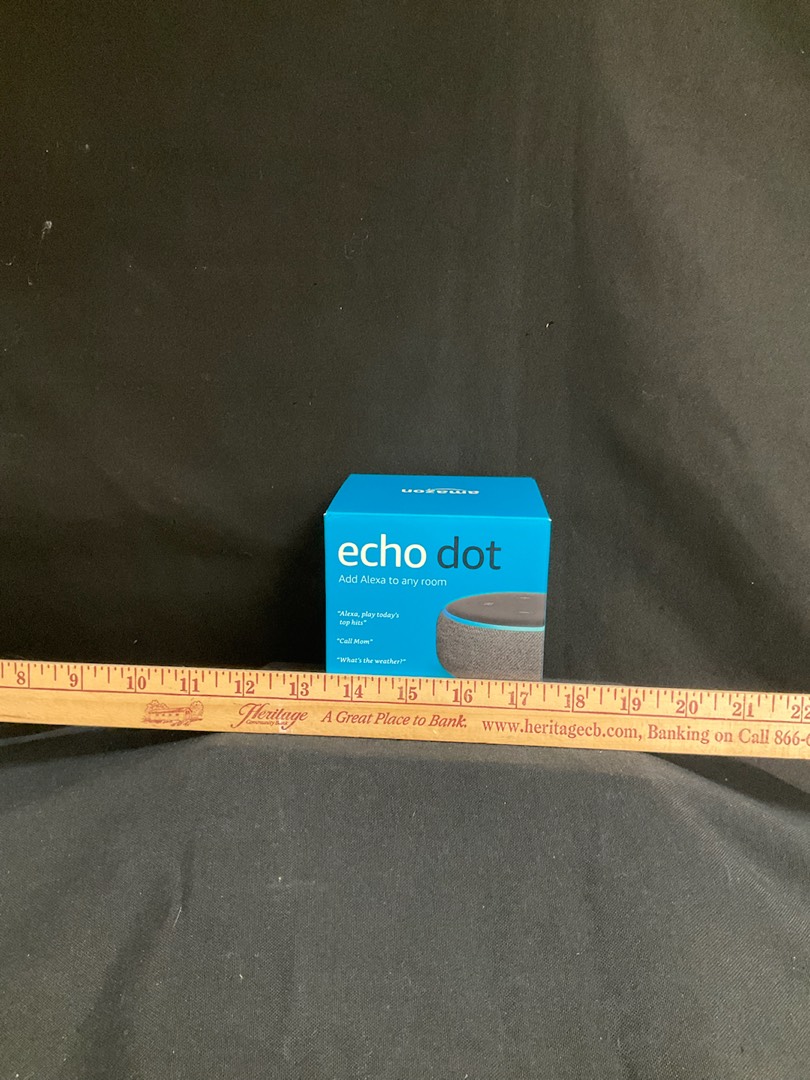 amazon
echo dot
Add Alexa to any room
"Alexa, play today's
top hits"
"Call Mom"
"What's the weather?"
8 9 10 11 12 13 14 15 16 17 18 19 20 21 22
Heritage A Great Place to Bank. www.heritagecb.com, Banking on Call 866-6